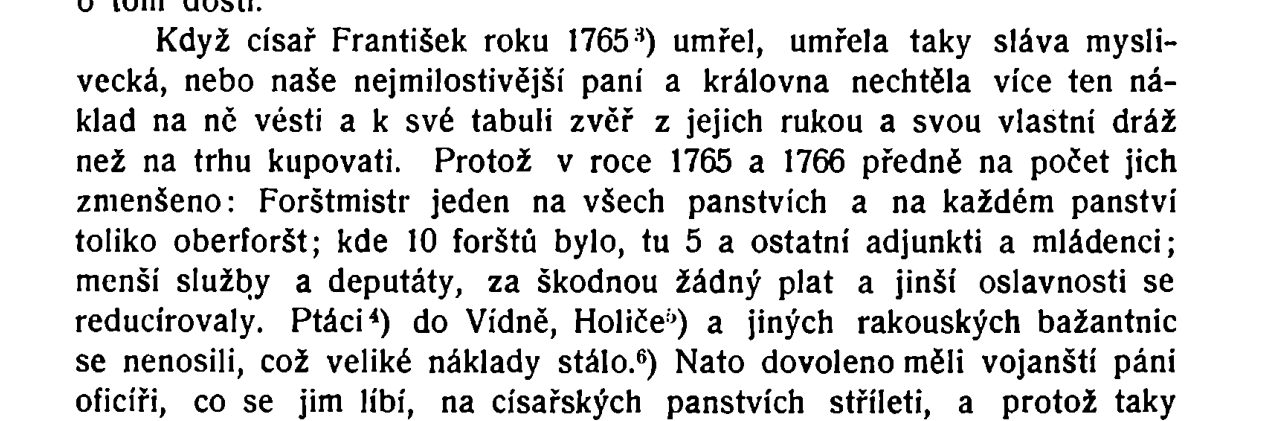 o tom dosti.
Když císař František roku 1765³) umřel, umřela taky sláva mysli-
vecká, nebo naše nejmilostivější paní a královna nechtěla více ten ná-
klad na ně vésti a k své tabuli zvěř z jejich rukou a svou vlastní dráž
než na trhu kupovati. Protož v roce 1765 a 1766 předně na počet jich
zmenšeno: Forštmistr jeden na všech panstvích a na každém panství
toliko oberforšt; kde 10 forštů bylo, tu 5 a ostatní adjunkti a mládenci;
menší služby a deputáty, za škodnou žádný plat a jinší oslavnosti se
reducírovaly. Ptáci⁴) do Vídně, Holiče⁵) a jiných rakouských bažantnic
se nenosili, což veliké náklady stálo.⁶) Nato dovoleno měli vojanští páni
oficíři, co se jim líbí, na císařských panstvích stříleti, a protož taky